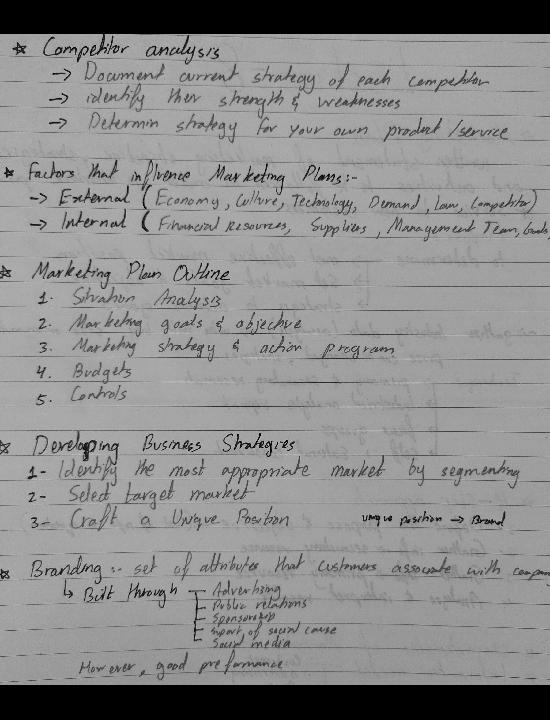 ☆ Competitor analysis
→ Document current strategy of each competitor
→ identify their strength & weaknesses
→ Determin strategy for your own product /service
☆ Factors that influence Marketing Plans:-
→ External (Economy, Culture, Technology, Demand, Law, Competitor)
→ Internal (Financial Resources, Suppliers, Management Team, Goals
☆ Marketing Plan Outline
1. Situation Analysis
2. Marketing goals & objective
3. Marketing strategy & action program
4. Budgets
5. Controls
☆ Developing Business Strategies
1- Identify the most appropriate market by segmenting
2- Select target market
3- Craft a Unique Position unique position → Brand
☆ Branding :- set of attributes that customers associate with company
↳ Built through Advertising
Public relations
Sponsorship
Support of social cause
Social media
However, good preformance